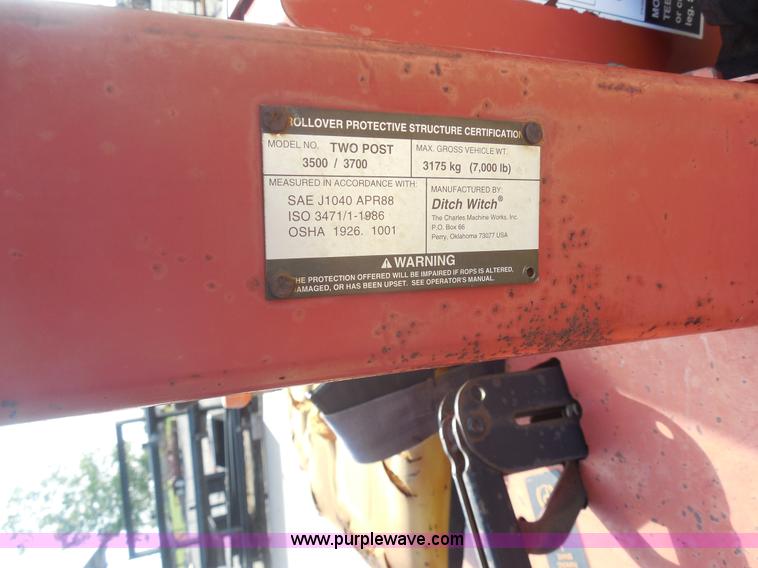 ROLLOVER PROTECTIVE STRUCTURE CERTIFICATION
MODEL NO. TWO POST
3500 / 3700
MAX. GROSS VEHICLE WT.
3175 kg (7,000 lb)
MEASURED IN ACCORDANCE WITH:
SAE J1040 APR88
ISO 3471/1-1986
OSHA 1926. 1001
MANUFACTURED BY:
Ditch Witch®
The Charles Machine Works, Inc.
P.O. Box 66
Perry, Oklahoma 73077 USA
WARNING
THE PROTECTION OFFERED WILL BE IMPAIRED IF ROPS IS ALTERED,
DAMAGED, OR HAS BEEN UPSET. SEE OPERATOR'S MANUAL.
www.purplewave.com